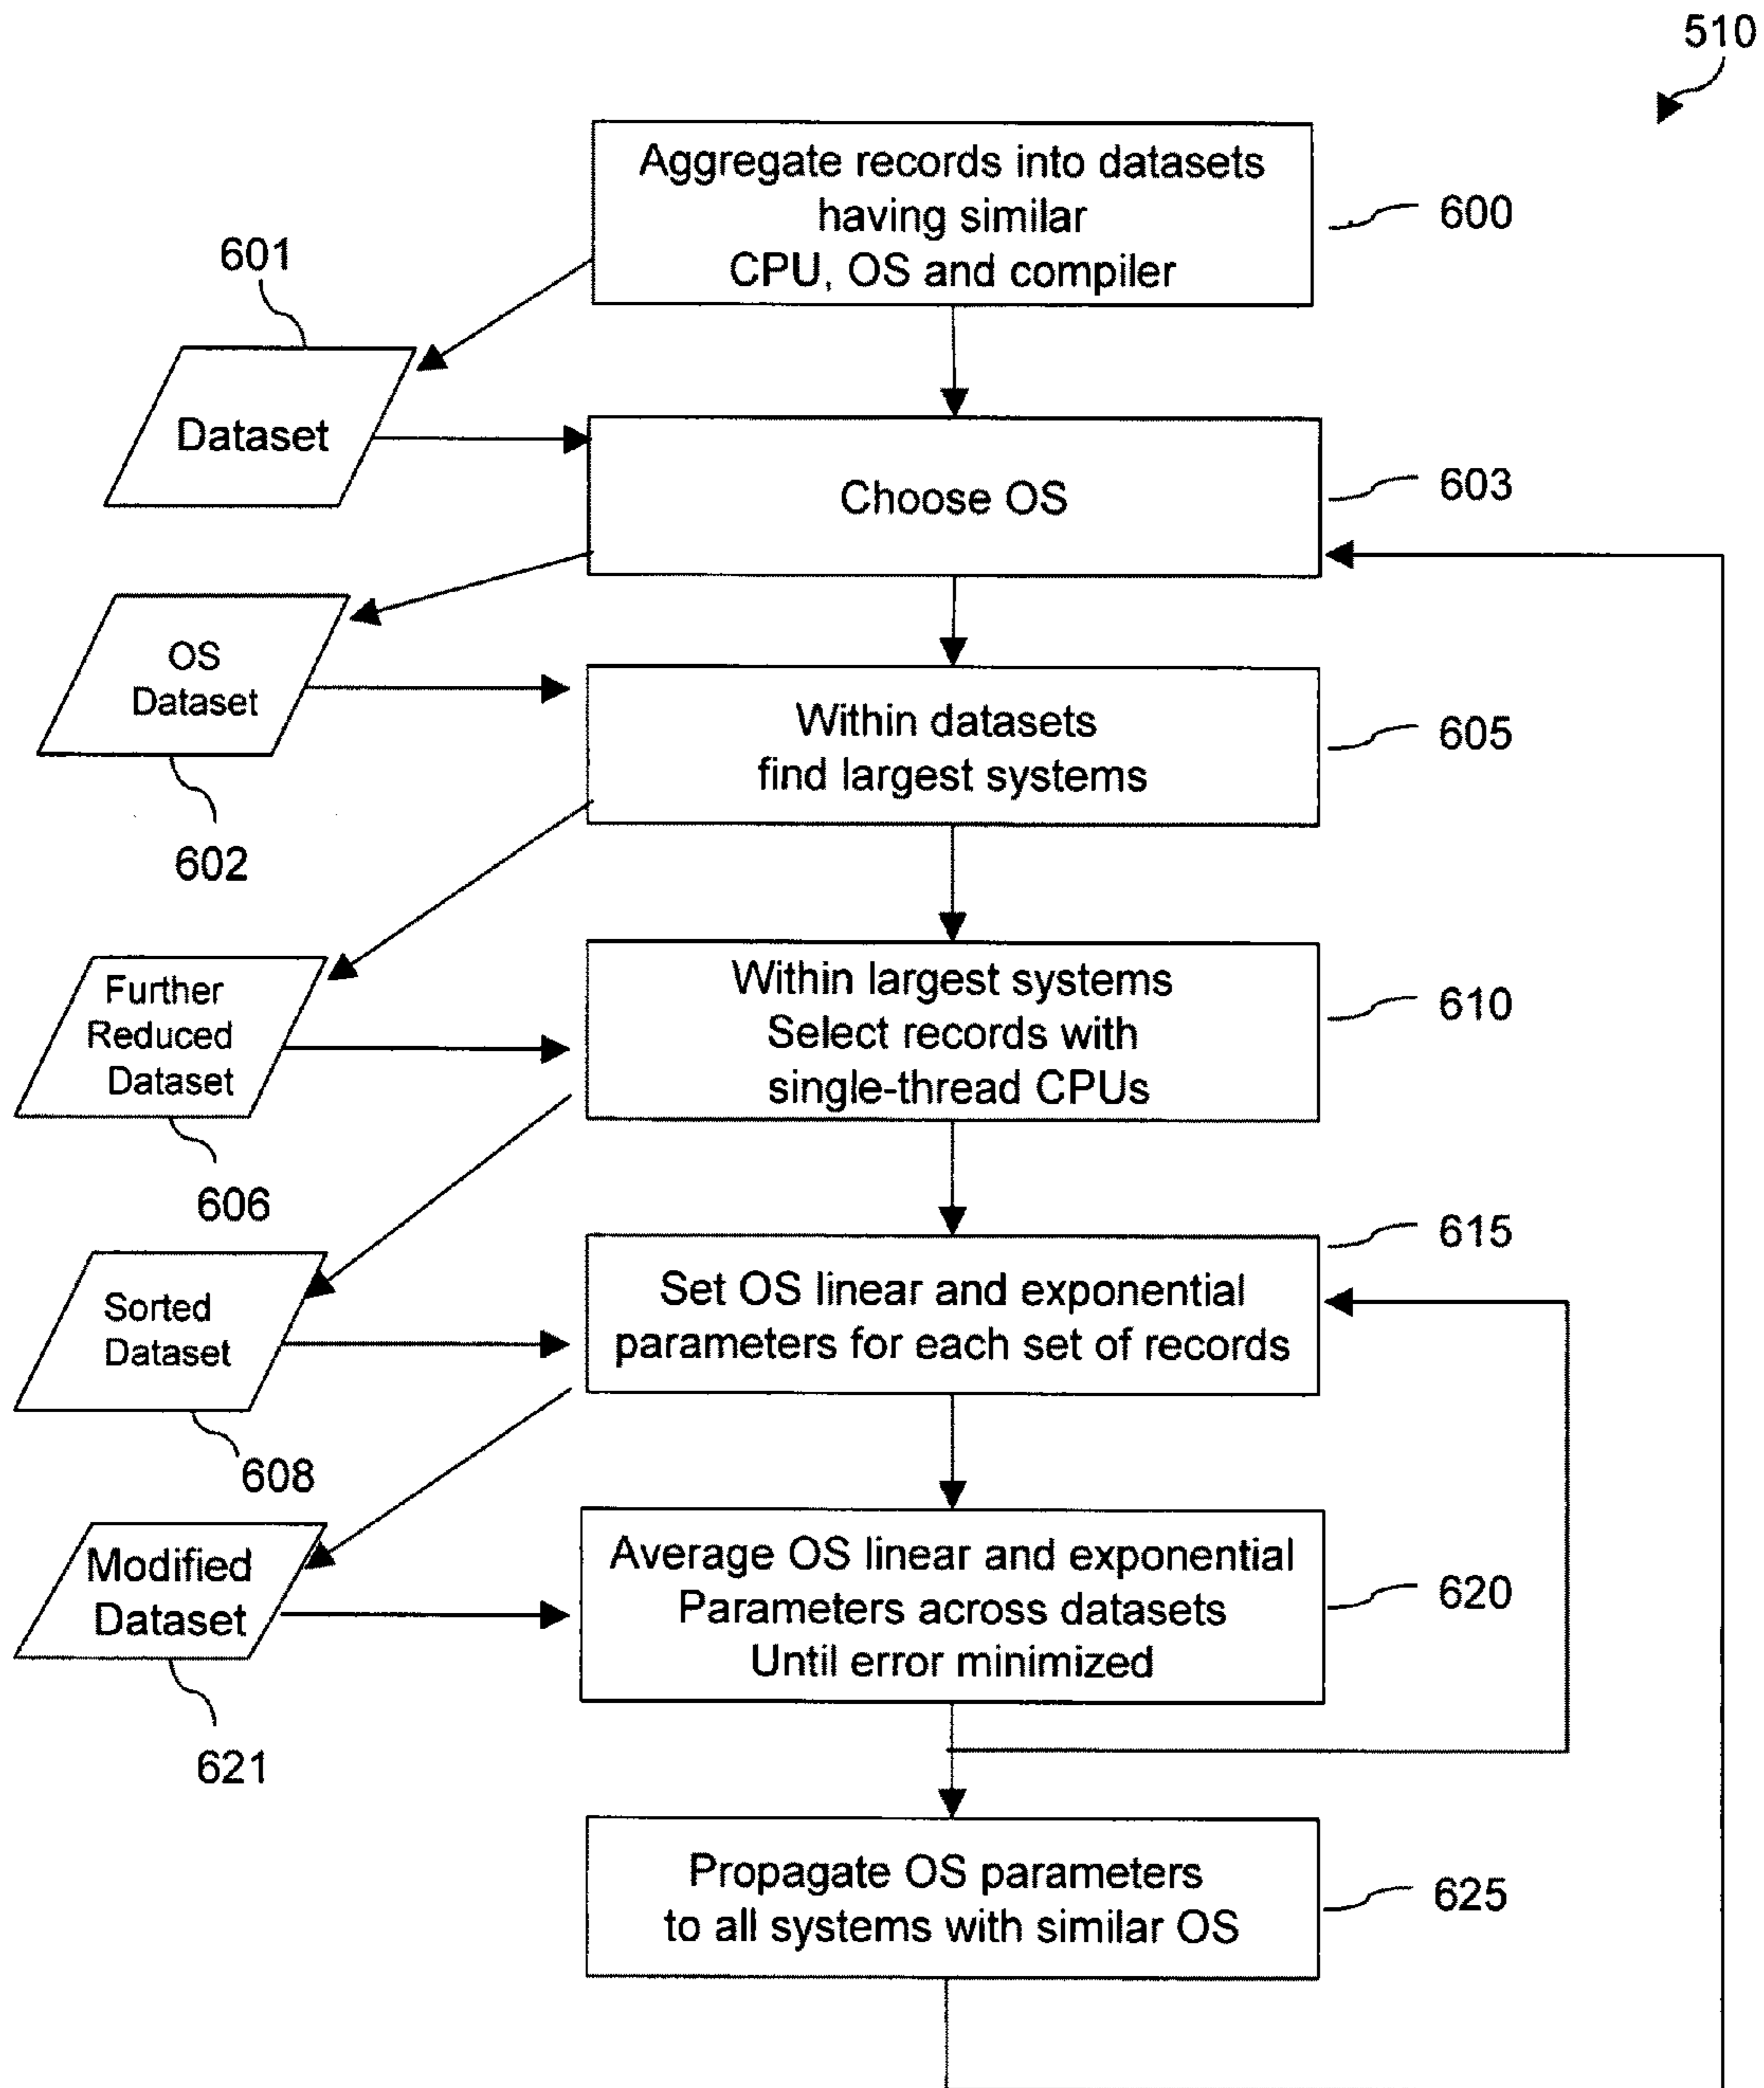 510
Aggregate records into datasets
having similar
CPU, OS and compiler
600
601
Dataset
Choose OS
603
OS
Dataset
602
Within datasets
find largest systems
605
Further
Reduced
Dataset
606
Within largest systems
Select records with
single-thread CPUs
610
615
Sorted
Dataset
608
Set OS linear and exponential
parameters for each set of records
Modified
Dataset
621
Average OS linear and exponential
Parameters across datasets
Until error minimized
620
Propagate OS parameters
to all systems with similar OS
625